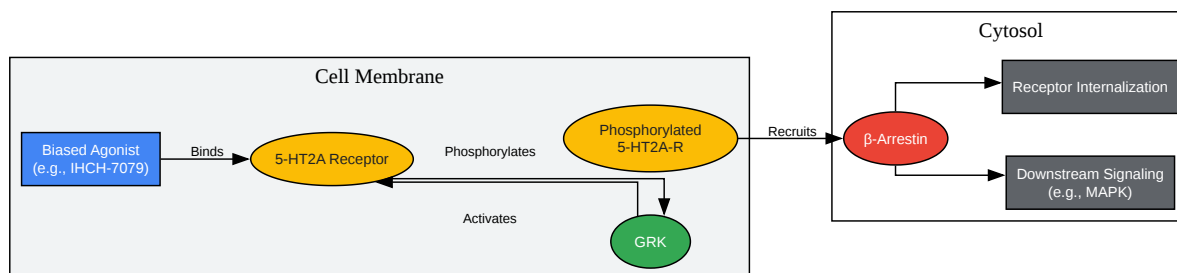 Cell Membrane
Biased Agonist
(e.g., IHCH-7079)
Binds
5-HT2A Receptor
Phosphorylates
Activates
Phosphorylated
5-HT2A-R
GRK
Recruits
Cytosol
β-Arrestin
Receptor Internalization
Downstream Signaling
(e.g., MAPK)